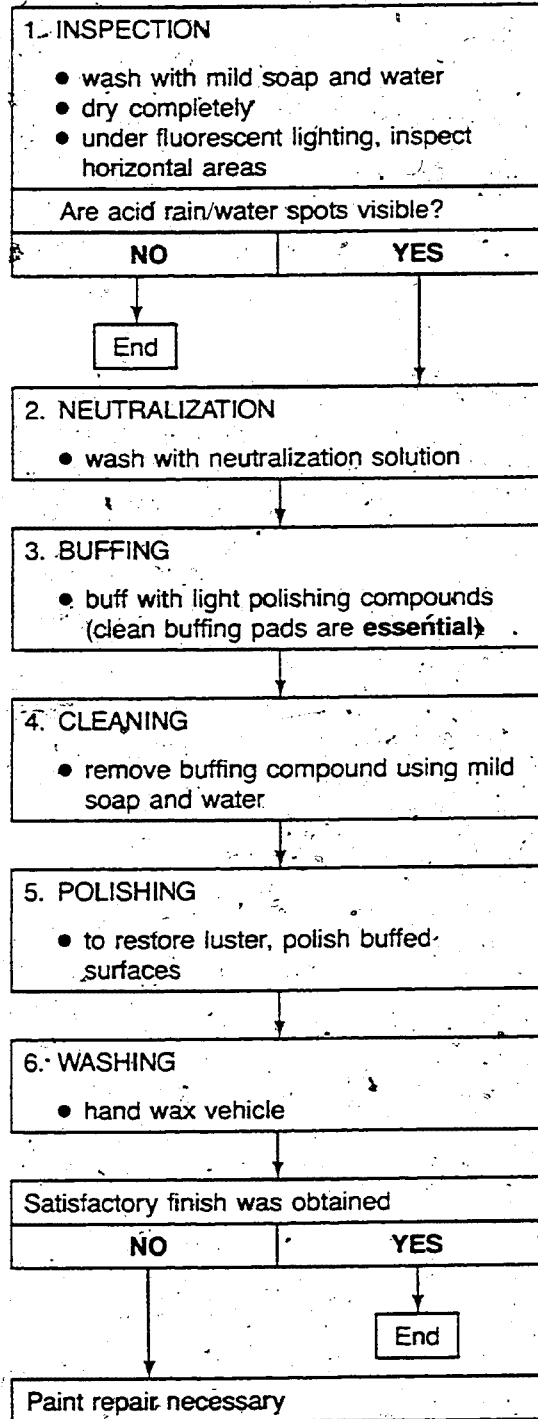 1. INSPECTION
● wash with mild soap and water
● dry completely
● under fluorescent lighting, inspect
horizontal areas
Are acid rain/water spots visible?
NO YES
End
2. NEUTRALIZATION
● wash with neutralization solution
3. BUFFING
● buff with light polishing compounds
(clean buffing pads are essential)
4. CLEANING
● remove buffing compound using mild
soap and water
5. POLISHING
● to restore luster, polish buffed
surfaces
6. WASHING
● hand wax vehicle
Satisfactory finish was obtained
NO YES
End
Paint repair necessary